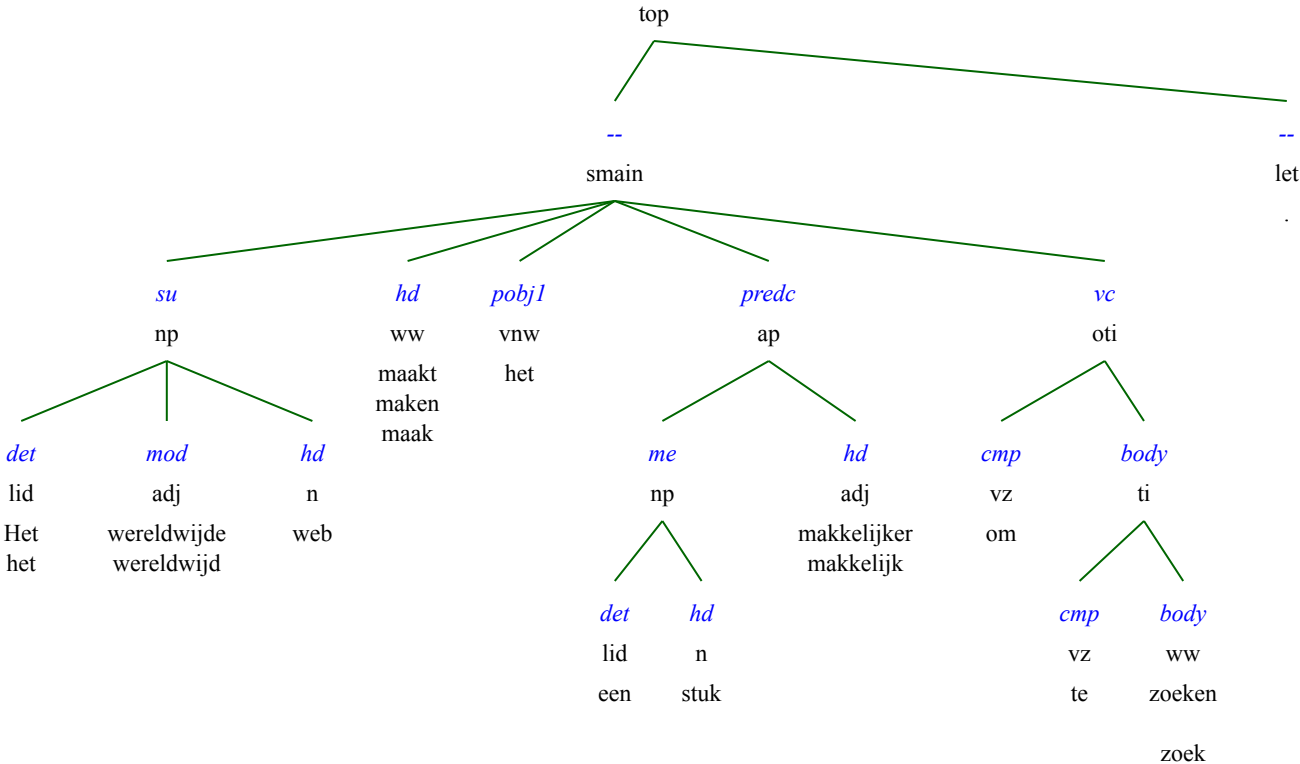 top
-- --
smain let
.
su hd pobj1 predc vc
np ww vnw ap oti
maakt het
maken
maak
det mod hd me hd cmp body
lid adj n np adj vz ti
Het wereldwijde web makkelijker om
het wereldwijd makkelijk
det hd cmp body
lid n vz ww
een stuk te zoeken
zoek